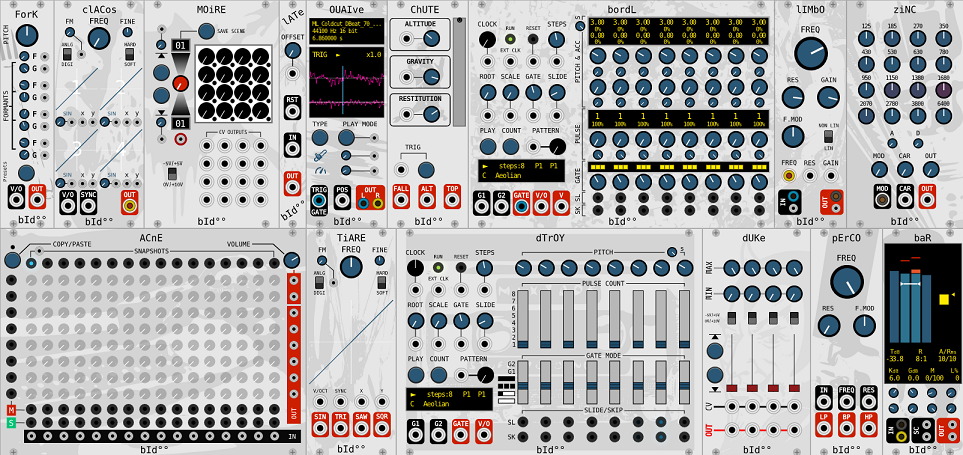 ForK
PITCH
FORMANTS
F
G
F
G
F
G
F
G
Presets
V/O OUT
bId°°
clACos
FM FREQ FINE
ANLG
DIGI
HARD
SOFT
SIN x y SIN x y
SIN x y SIN x y
V/O SYNC OUT
bId°°
MOiRE
01
SAVE SCENE
01
CV OUTPUTS
-5V/+5V
0V/+10V
bId°°
lATe
OFFSET
RST
IN
OUT
bId°°
OUAIve
ML Coldcut DBeat 70 ...
44100 Hz 16 bit
6.860000 s
TRIG ► x1.0
TYPE PLAY MODE
TRIG POS OUT
L R
GATE
bId°°
ChUTE
ALTITUDE
GRAVITY
RESTITUTION
TRIG
FALL ALT TOP
bId°°
bordL
CLOCK RUN RESET STEPS
EXT CLK
ROOT SCALE GATE SLIDE
PLAY COUNT PATTERN
► steps:8 P1 P1
C Aeolian
G1 G2 GATE V/O V
S
PITCH & ACC
3.00 3.00 3.00 3.00 3.00 3.00 3.00 3.00
0.00 0.00 0.00 0.00 0.00 0.00 0.00 0.00
0% 0% 0% 0% 0% 0% 0% 0%
PULSE
1 1 1 1 1 1 1 1
100% 100% 100% 100% 100% 100% 100% 100%
GATE
SK SL
bId°°
lIMbO
FREQ
RES GAIN
F.MOD
NON LIN
LIN
FREQ RES GAIN
IN OUT
bId°°
ziNC
125 185 270 350
430 530 630 780
950 1150 1380 1680
2070 2780 3800 6400
A D
MOD CAR OUT
MOD CAR OUT
bId°°
ACnE
COPY/PASTE
SNAPSHOTS
VOLUME
M
S
OUT
IN
bId°°
TiARE
FM FREQ FINE
ANLG
DIGI
HARD
SOFT
V/OCT SYNC X Y
SIN TRI SAW SQR
bId°°
dTrOY
CLOCK RUN RESET STEPS
EXT CLK
ROOT SCALE GATE SLIDE
PLAY COUNT PATTERN
► steps:8 P1 P1
C Aeolian
G1 G2 GATE V/O
PITCH
S
PULSE COUNT
8
7
6
5
4
3
2
1
GATE MODE
G2
G1
SLIDE/SKIP
SL
SK
bId°°
dUKe
MAX
MIN
-5V/+5V
0V/+10V
CV
OUT
bId°°
pErCO
FREQ
RES F.MOD
IN FREQ RES
LP BP HP
bId°°
baR
-33.8 8:1 10/10
6.0 0.0 0/100 0
IN SC OUT
bId°°